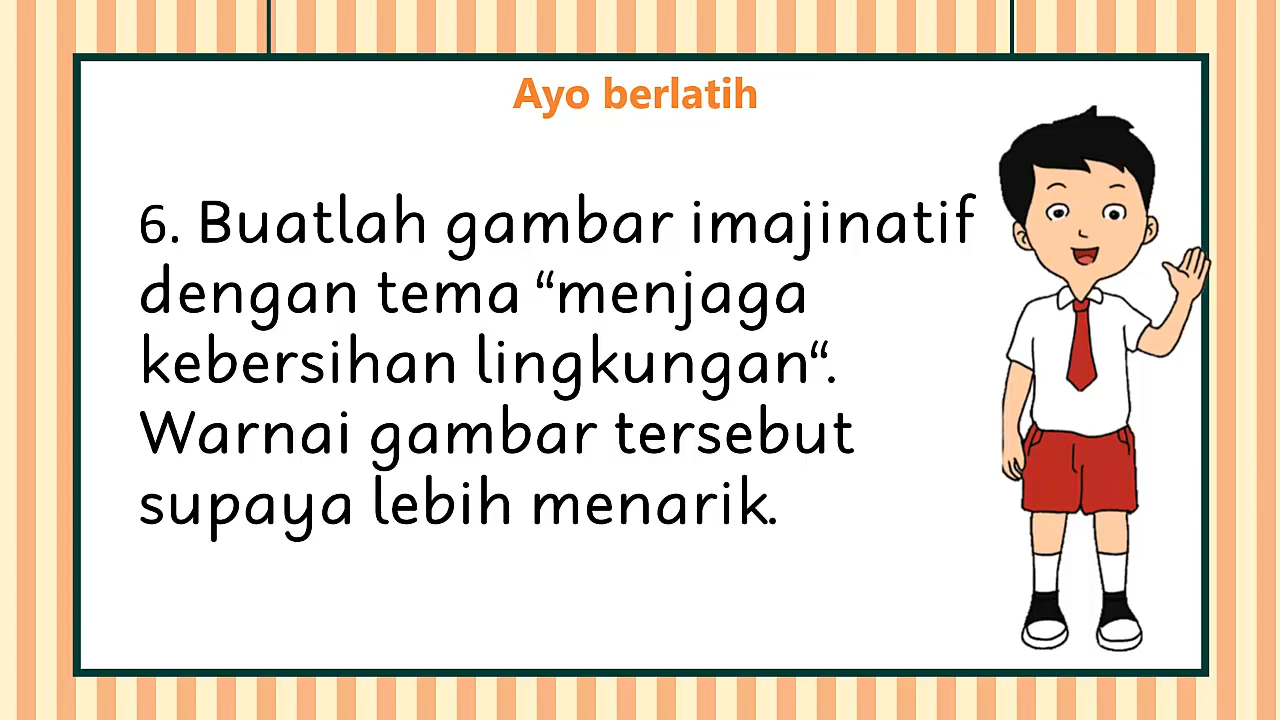 Ayo berlatih
6. Buatlah gambar imajinatif
dengan tema “menjaga
kebersihan lingkungan“.
Warnai gambar tersebut
supaya lebih menarik.